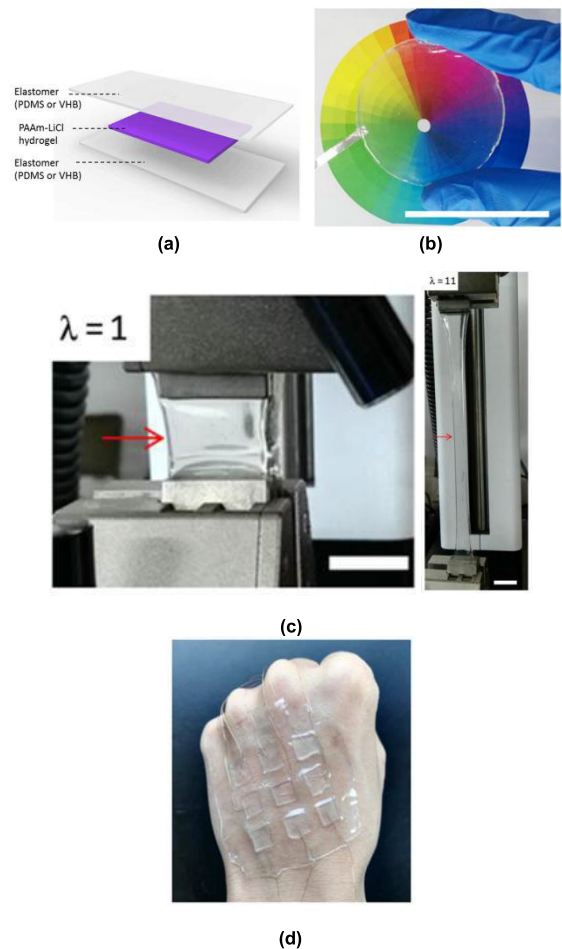 Elastomer
(PDMS or VHB)
PAAm-LiCl
hydrogel
Elastomer
(PDMS or VHB)
(a)
(b)
λ = 1
λ = 11
(c)
(d)